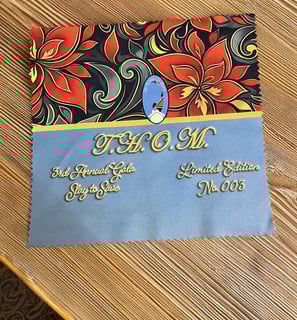 T.H.O.M.
3rd Annual Gala
Slay to Save
Limited Edition
No. 003